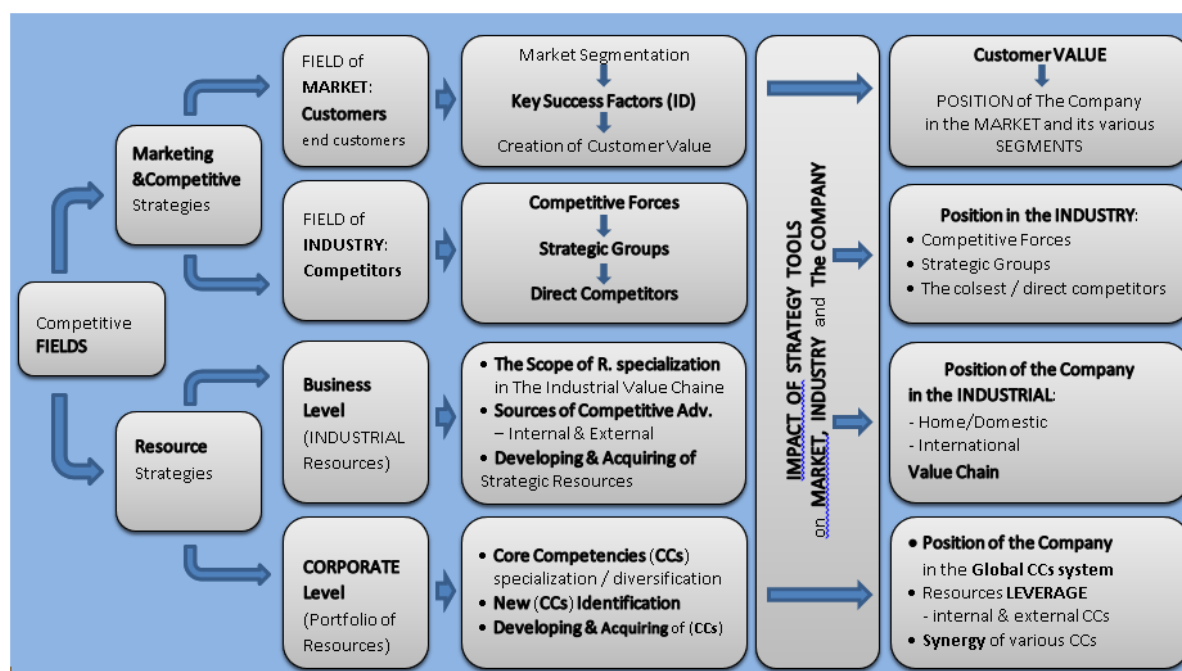 Competitive
FIELDS
Marketing
&Competitive
Strategies
Resource
Strategies
FIELD of
MARKET:
Customers
end customers
FIELD of
INDUSTRY:
Competitors
Business
Level
(INDUSTRIAL
Resources)
CORPORATE
Level
(Portfolio of
Resources)
Market Segmentation
Key Success Factors (ID)
Creation of Customer Value
Competitive Forces
Strategic Groups
Direct Competitors
• The Scope of R. specialization
in The Industrial Value Chaine
• Sources of Competitive Adv.
– Internal & External
• Developing & Acquiring of
Strategic Resources
• Core Competencies (CCs)
specialization / diversification
• New (CCs) Identification
• Developing & Acquiring of (CCs)
IMPACT OF STRATEGY TOOLS
on MARKET, INDUSTRY and The COMPANY
Customer VALUE
POSITION of The Company
in the MARKET and its various
SEGMENTS
Position in the INDUSTRY:
• Competitive Forces
• Strategic Groups
• The colsest / direct competitors
Position of the Company
in the INDUSTRIAL:
- Home/Domestic
- International
Value Chain
• Position of the Company
in the Global CCs system
• Resources LEVERAGE
- internal & external CCs
• Synergy of various CCs